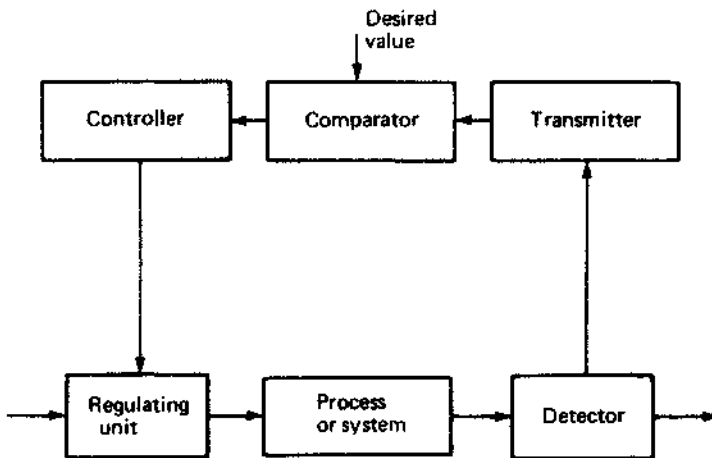 Desired
value
Controller
Comparator
Transmitter
Regulating
unit
Process
or system
Detector